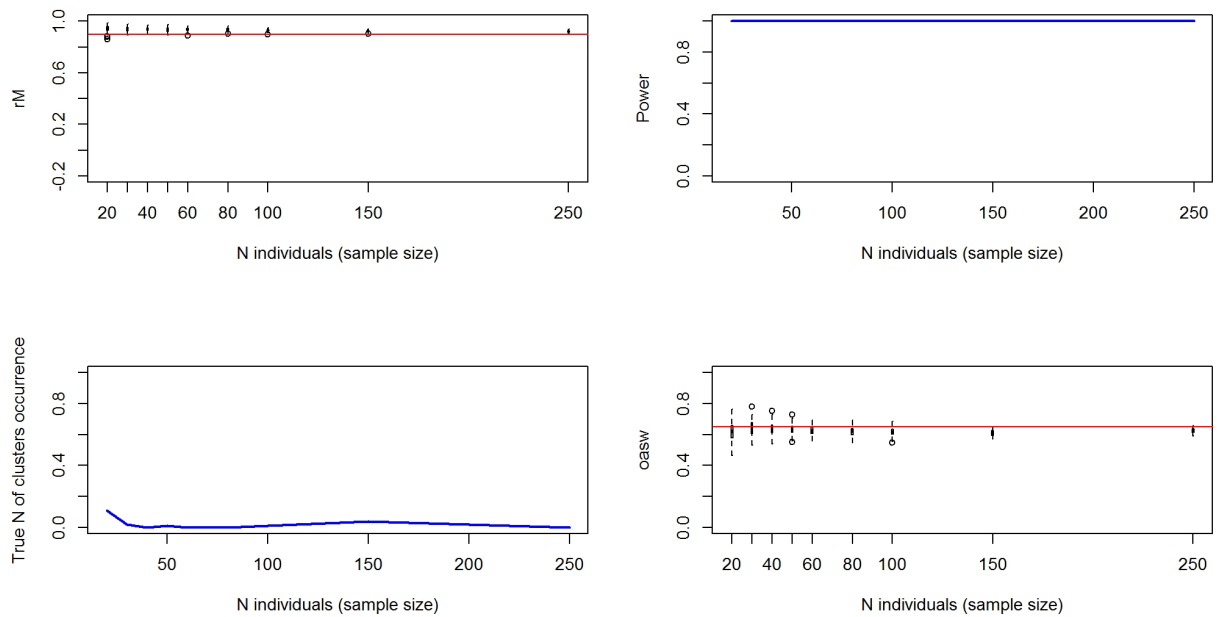 rM
1.0
0.6
0.2
-0.2
20 40 60 80 100 150 250
N individuals (sample size)
Power
0.8
0.4
0.0
50 100 150 200 250
N individuals (sample size)
True N of clusters occurrence
0.8
0.4
0.0
50 100 150 200 250
N individuals (sample size)
oasw
0.8
0.4
0.0
20 40 60 80 100 150 250
N individuals (sample size)